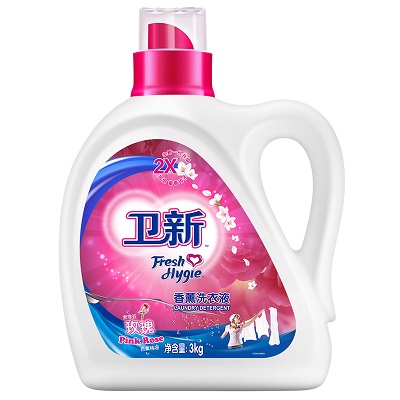 2X
卫新
Fresh
Hygie
香薰洗衣液
LAUNDRY DETERGENT
玫瑰
Pink Rose
净含量:3kg